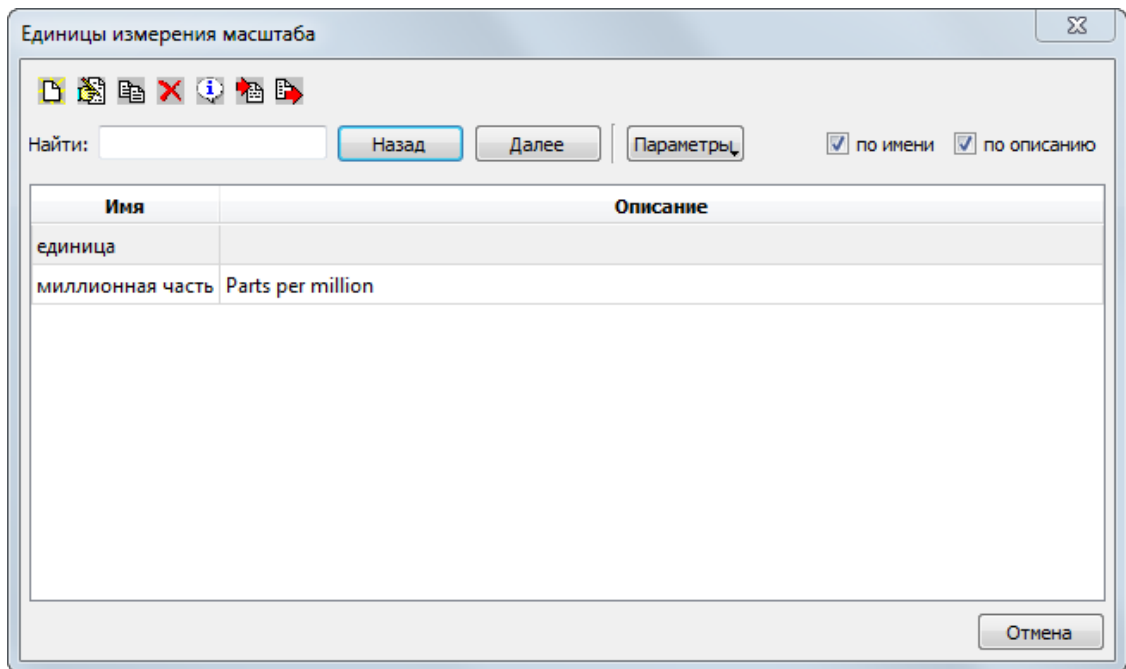 Единицы измерения масштаба
Найти: Назад Далее Параметры по имени по описанию
Имя Описание
единица
миллионная часть Parts per million
Отмена